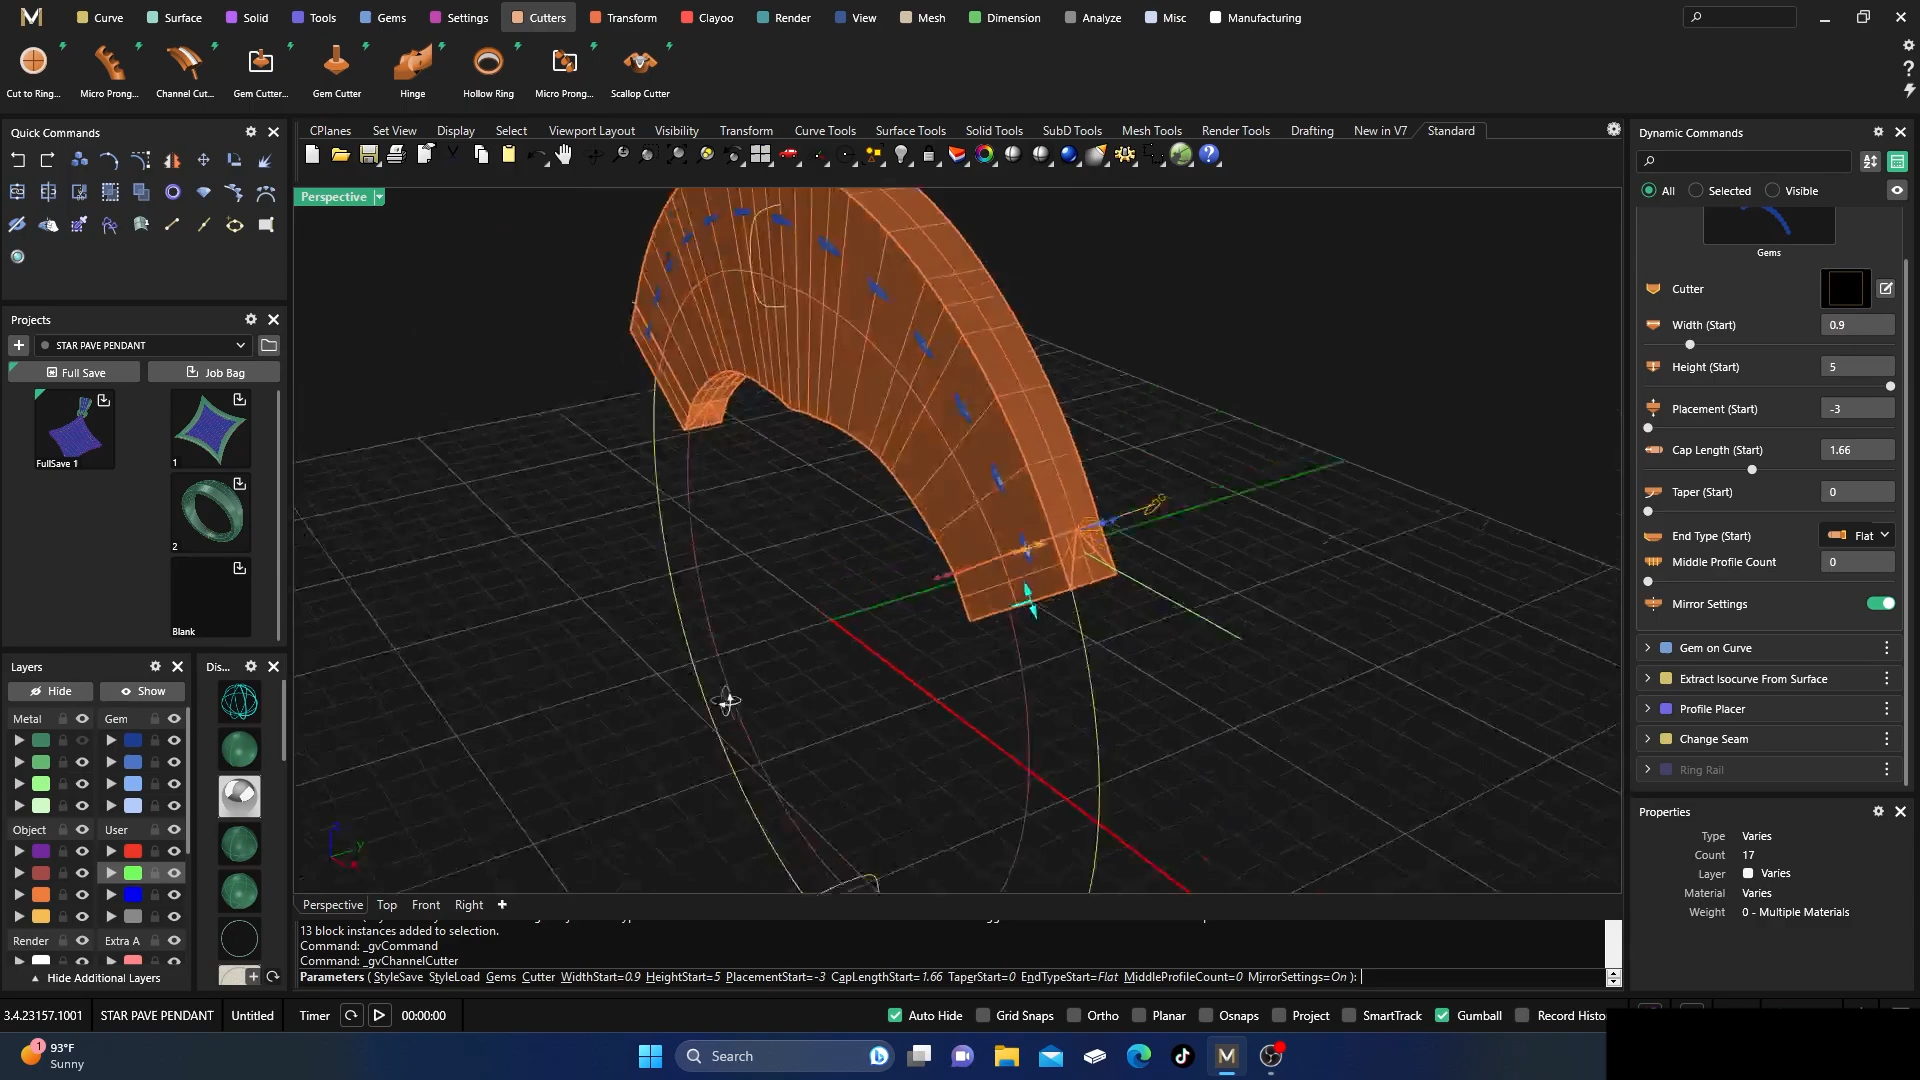 Curve Surface Solid Tools Gems Settings Cutters Transform Clayoo Render View Mesh Dimension Analyze Misc Manufacturing
Cut to Ring... Micro Prong... Channel Cut... Gem Cutter... Gem Cutter Hinge Hollow Ring Micro Prong... Scallop Cutter
Quick Commands
CPlanes Set View Display Select Viewport Layout Visibility Transform Curve Tools Surface Tools Solid Tools SubD Tools Mesh Tools Render Tools Drafting New in V7 Standard
Dynamic Commands
All Selected Visible
Perspective
Gems
Cutter
Width (Start) 0.9
Height (Start) 5
Placement (Start) -3
Cap Length (Start) 1.66
Taper (Start) 0
End Type (Start) Flat
Middle Profile Count 0
Mirror Settings
Gem on Curve
Extract Isocurve From Surface
Profile Placer
Change Seam
Ring Rail
Projects
STAR PAVE PENDANT
Full Save Job Bag
FullSave 1
1
2
Blank
Layers Dis...
Hide Show
Metal Gem
Object User
Render Extra A
Hide Additional Layers
Properties
Type Varies
Count 17
Layer Varies
Material Varies
Weight 0 - Multiple Materials
y
Perspective Top Front Right
13 block instances added to selection.
Command: _gvCommand
Command: _gvChannelCutter
Parameters ( StyleSave StyleLoad Gems Cutter WidthStart=0.9 HeightStart=5 PlacementStart=-3 CapLengthStart=1.66 TaperStart=0 EndTypeStart=Flat MiddleProfileCount=0 MirrorSettings=On ):
3.4.23157.1001 STAR PAVE PENDANT Untitled Timer 00:00:00 Auto Hide Grid Snaps Ortho Planar Osnaps Project SmartTrack Gumball Record Histo
1 93°F
Sunny
Search